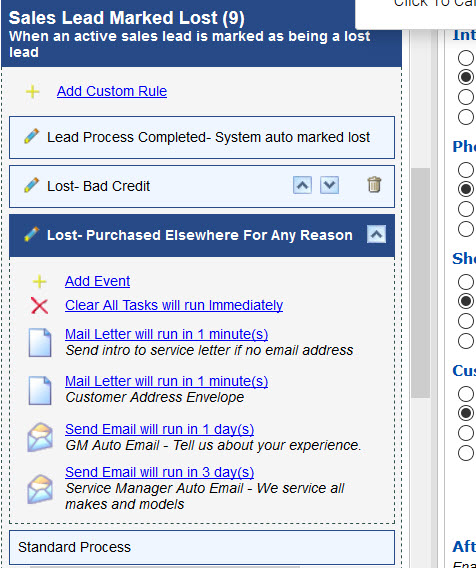 Sales Lead Marked Lost (9)
When an active sales lead is marked as being a lost
lead
Add Custom Rule
Lead Process Completed- System auto marked lost
Lost- Bad Credit
Lost- Purchased Elsewhere For Any Reason
Add Event
Clear All Tasks will run Immediately
Mail Letter will run in 1 minute(s)
Send intro to service letter if no email address
Mail Letter will run in 1 minute(s)
Customer Address Envelope
Send Email will run in 1 day(s)
GM Auto Email - Tell us about your experience.
Send Email will run in 3 day(s)
Service Manager Auto Email - We service all
makes and models
Standard Process
Click To Ca
Int
Pho
Sho
Cus
Aft